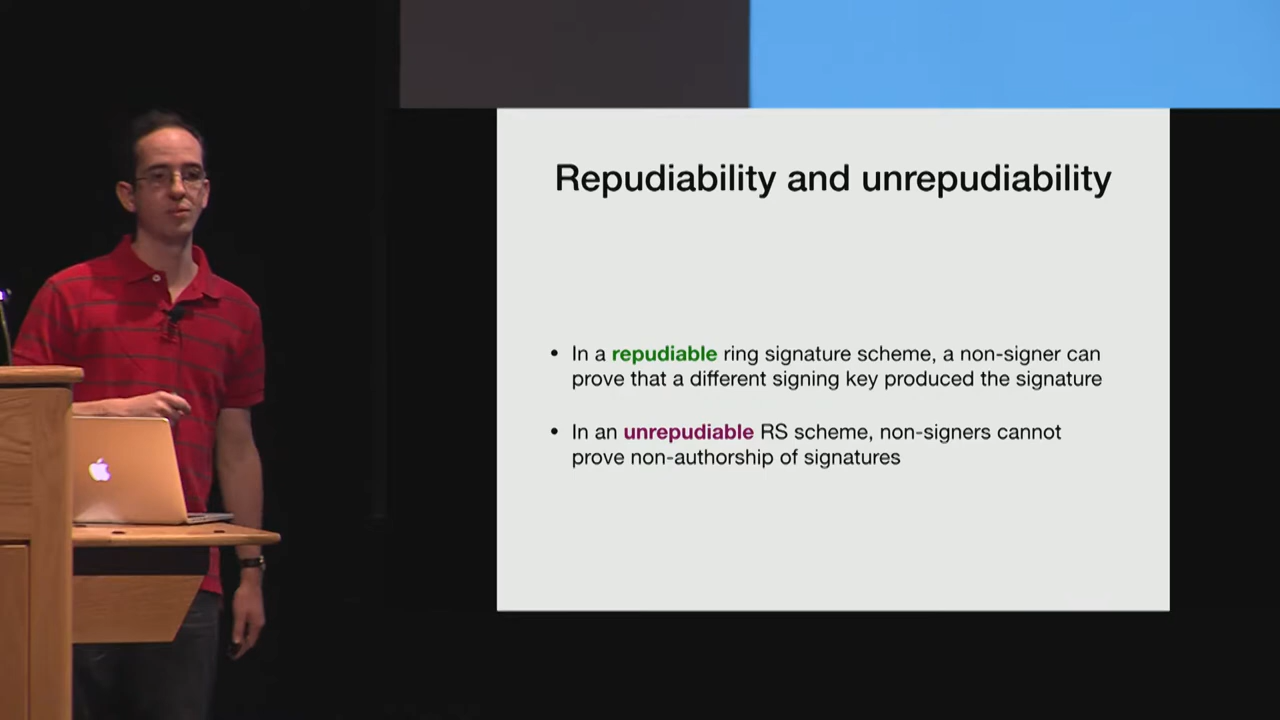 Repudiability and unrepudiability
• In a repudiable ring signature scheme, a non-signer can
prove that a different signing key produced the signature
• In an unrepudiable RS scheme, non-signers cannot
prove non-authorship of signatures